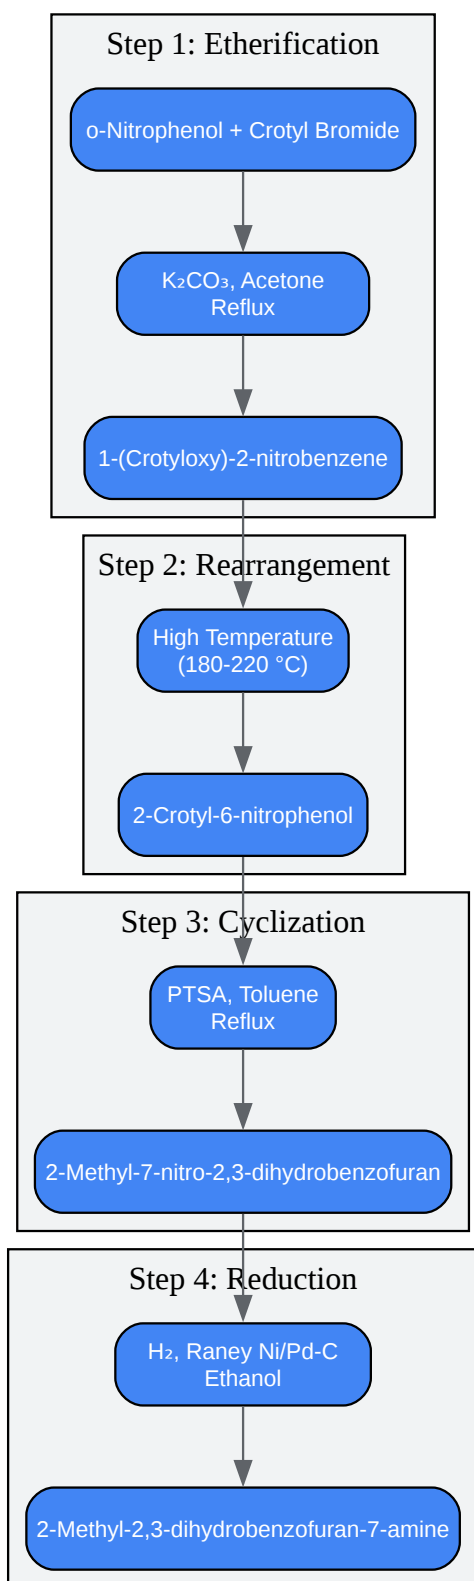 Step 1: Etherification
o-Nitrophenol + Crotyl Bromide
K₂CO₃, Acetone
Reflux
1-(Crotyloxy)-2-nitrobenzene
Step 2: Rearrangement
High Temperature
(180-220 °C)
2-Crotyl-6-nitrophenol
Step 3: Cyclization
PTSA, Toluene
Reflux
2-Methyl-7-nitro-2,3-dihydrobenzofuran
Step 4: Reduction
H₂, Raney Ni/Pd-C
Ethanol
2-Methyl-2,3-dihydrobenzofuran-7-amine